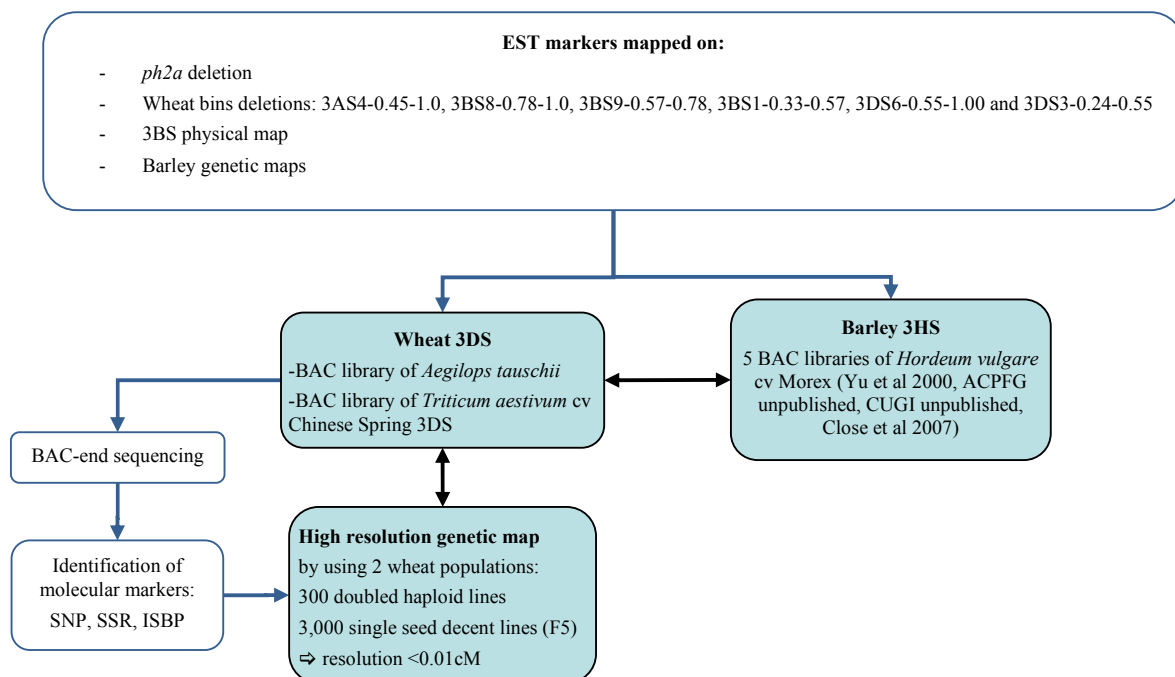 EST markers mapped on:
- ph2a deletion
- Wheat bins deletions: 3AS4-0.45-1.0, 3BS8-0.78-1.0, 3BS9-0.57-0.78, 3BS1-0.33-0.57, 3DS6-0.55-1.00 and 3DS3-0.24-0.55
- 3BS physical map
- Barley genetic maps
Wheat 3DS
-BAC library of Aegilops tauschii
-BAC library of Triticum aestivum cv
Chinese Spring 3DS
Barley 3HS
5 BAC libraries of Hordeum vulgare
cv Morex (Yu et al 2000, ACPFG
unpublished, CUGI unpublished,
Close et al 2007)
BAC-end sequencing
Identification of
molecular markers:
SNP, SSR, ISBP
High resolution genetic map
by using 2 wheat populations:
300 doubled haploid lines
3,000 single seed decent lines (F5)
⇨ resolution <0.01cM